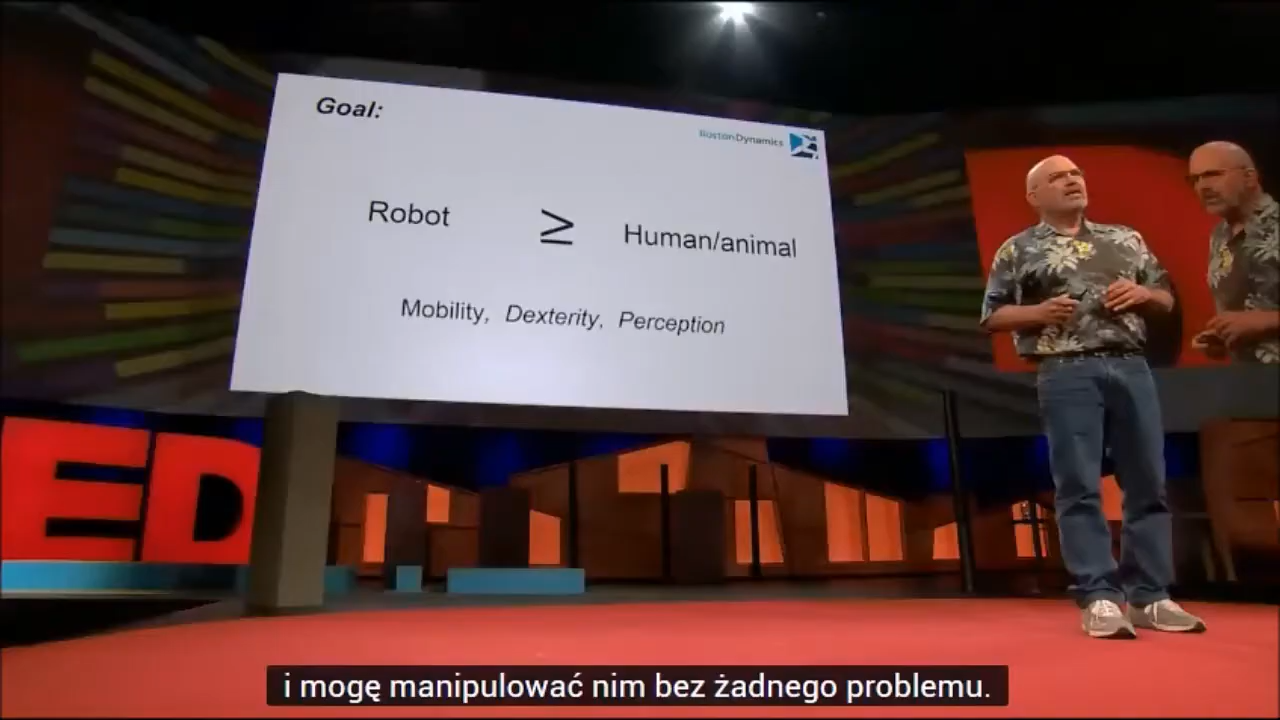 Goal:
BostonDynamics
Robot ≥ Human/animal
Mobility, Dexterity, Perception
ED
i mogę manipulować nim bez żadnego problemu.